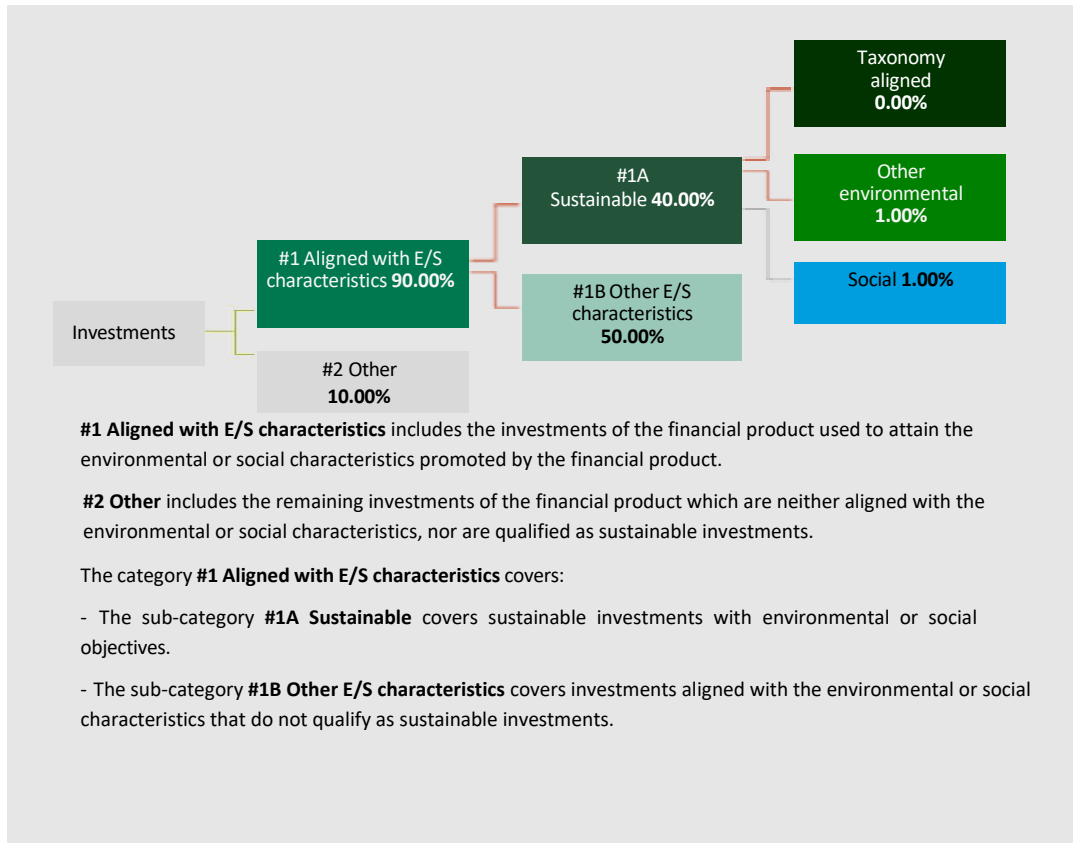 Taxonomy
aligned
0.00%
#1A
Sustainable 40.00%
Other
environmental
1.00%
#1 Aligned with E/S
characteristics 90.00%
Social 1.00%
#1B Other E/S
characteristics
50.00%
Investments
#2 Other
10.00%
#1 Aligned with E/S characteristics includes the investments of the financial product used to attain the
environmental or social characteristics promoted by the financial product.
#2 Other includes the remaining investments of the financial product which are neither aligned with the
environmental or social characteristics, nor are qualified as sustainable investments.
The category #1 Aligned with E/S characteristics covers:
- The sub-category #1A Sustainable covers sustainable investments with environmental or social
objectives.
- The sub-category #1B Other E/S characteristics covers investments aligned with the environmental or social
characteristics that do not qualify as sustainable investments.